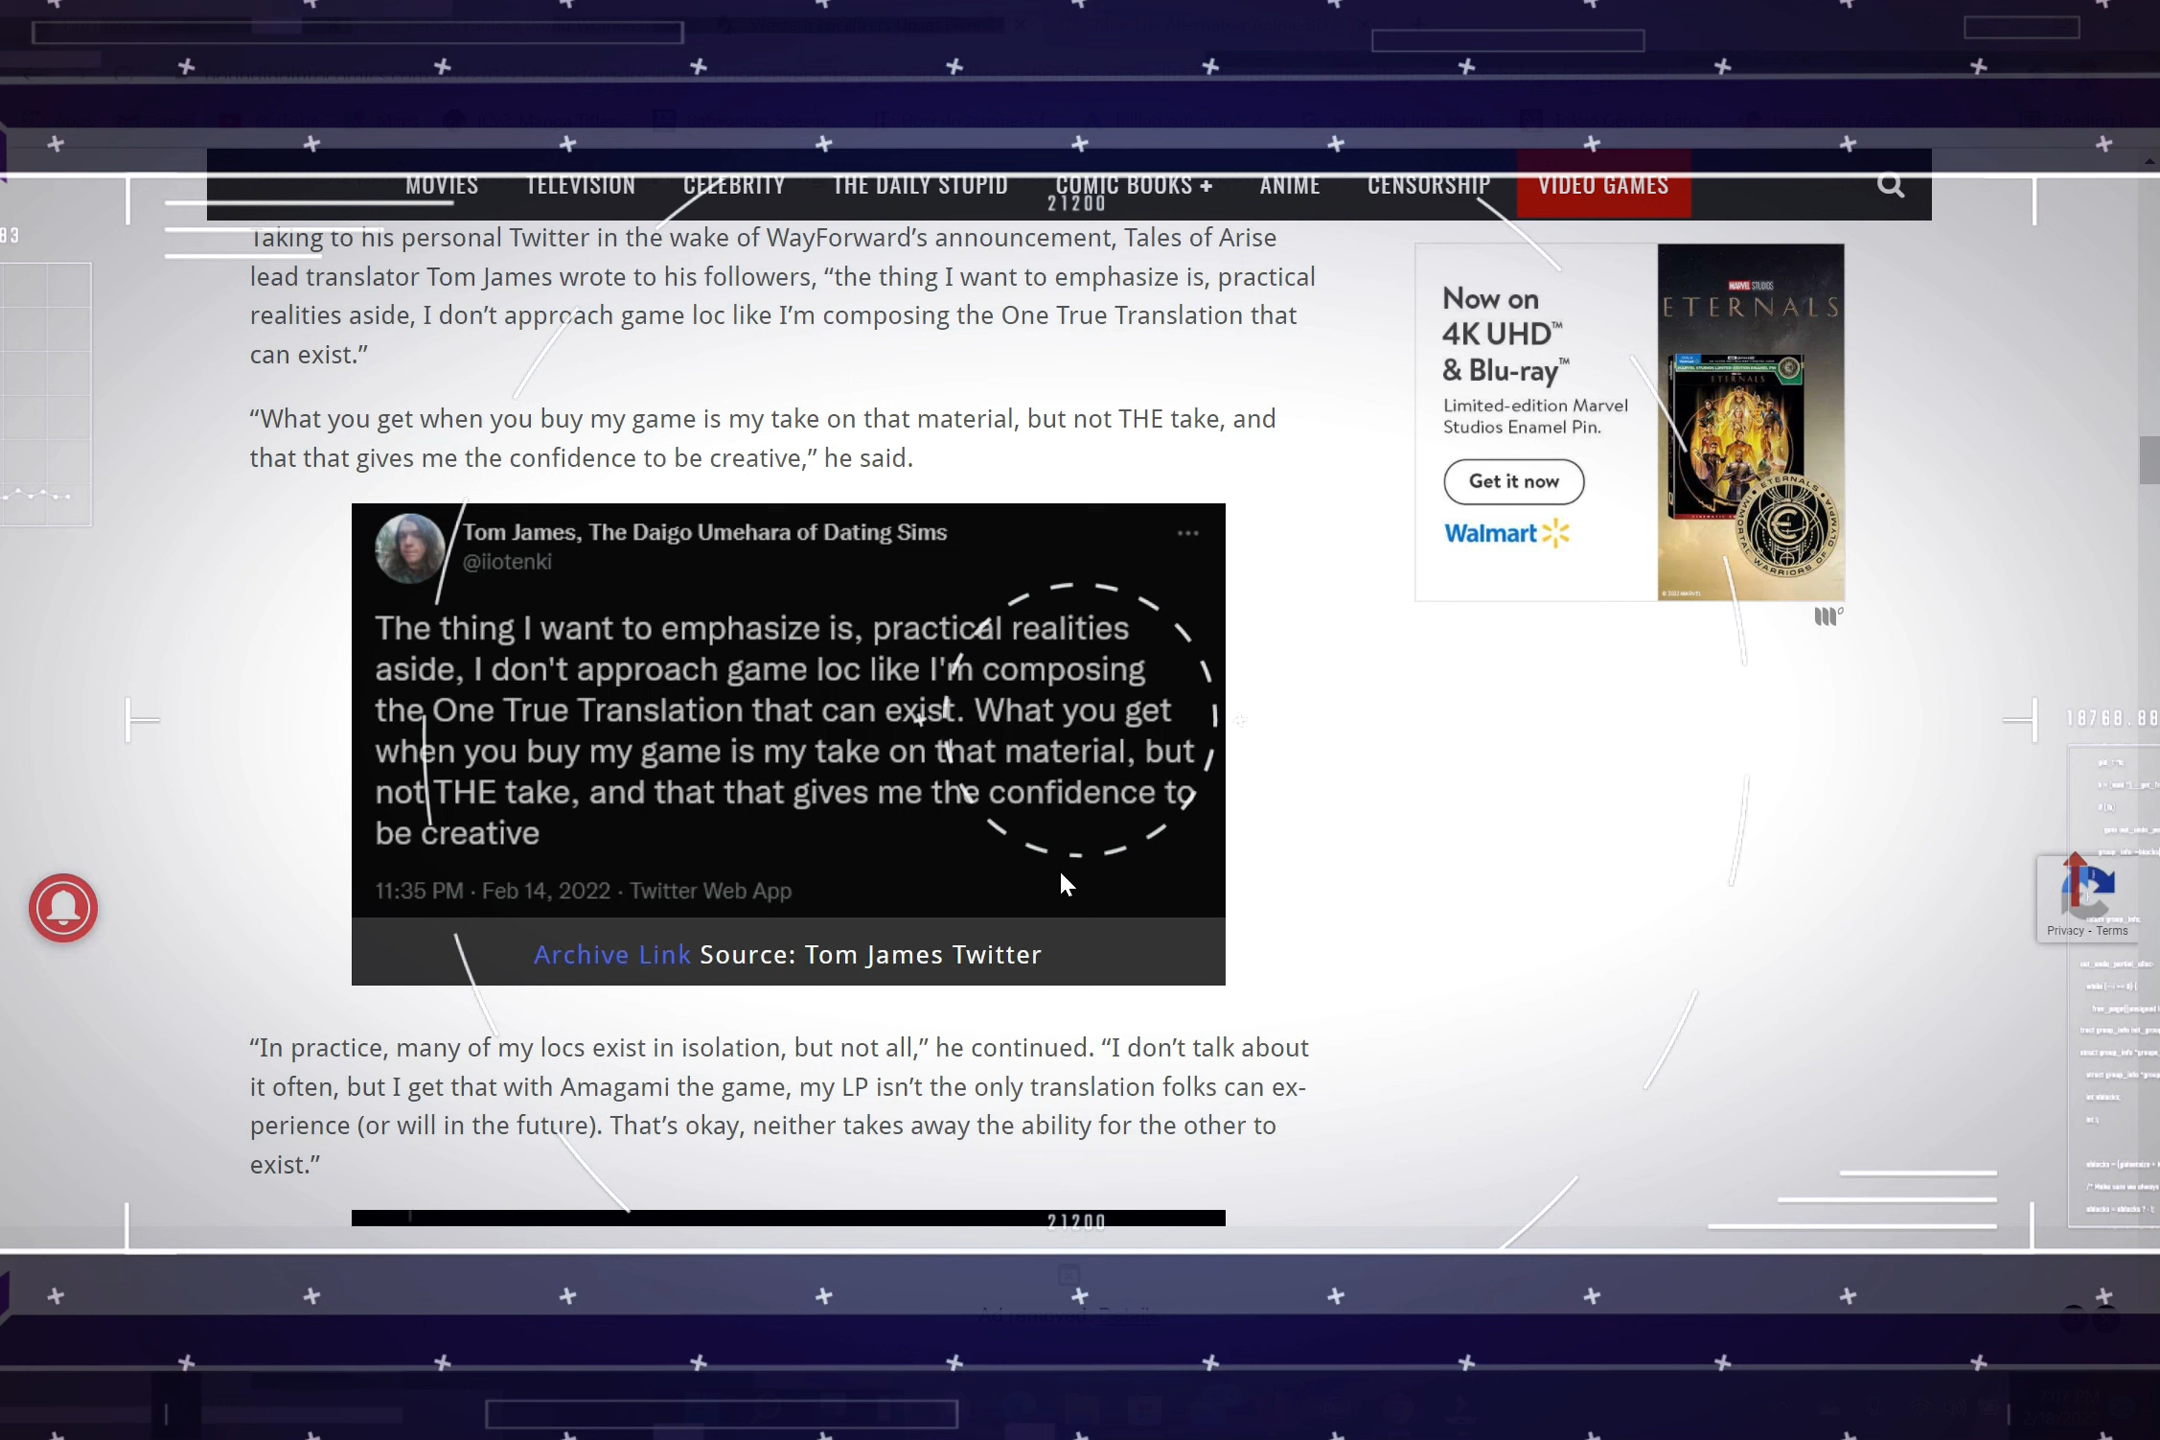 MOVIES TELEVISION CELEBRITY THE DAILY STUPID COMIC BOOKS + ANIME CENSORSHIP VIDEO GAMES
21200
83
Taking to his personal Twitter in the wake of WayForward’s announcement, Tales of Arise
lead translator Tom James wrote to his followers, “the thing I want to emphasize is, practical
realities aside, I don’t approach game loc like I’m composing the One True Translation that
can exist.”
“What you get when you buy my game is my take on that material, but not THE take, and
that that gives me the confidence to be creative,” he said.
Tom James, The Daigo Umehara of Dating Sims
@iiotenki
The thing I want to emphasize is, practical realities
aside, I don't approach game loc like I'm composing
the One True Translation that can exist. What you get
when you buy my game is my take on that material, but
not THE take, and that that gives me the confidence to
be creative
11:35 PM · Feb 14, 2022 · Twitter Web App
Archive Link Source: Tom James Twitter
“In practice, many of my locs exist in isolation, but not all,” he continued. “I don’t talk about
it often, but I get that with Amagami the game, my LP isn’t the only translation folks can ex-
perience (or will in the future). That’s okay, neither takes away the ability for the other to
exist.”
21200
Now on
4K UHD™
& Blu-ray™
Limited-edition Marvel
Studios Enamel Pin.
Get it now
Walmart
MARVEL STUDIOS
ETERNALS
ETERNALS
ETERNALS
IMMORTAL WARRIORS OF OLYMPIA
18768.88
Privacy - Terms
Ad removed. Details